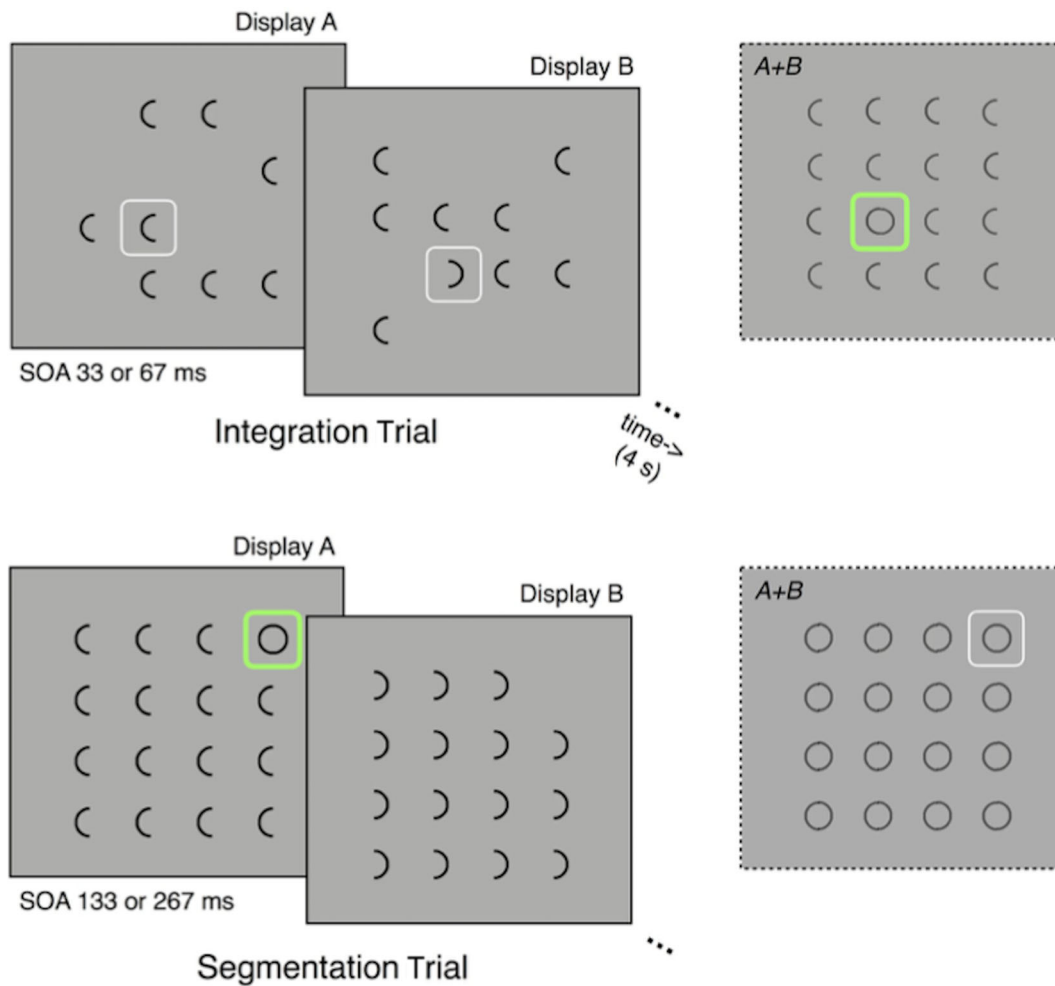 Display A
Display B
A+B
SOA 33 or 67 ms
Integration Trial
...
time->
(4 s)
Display A
Display B
A+B
SOA 133 or 267 ms
...
Segmentation Trial